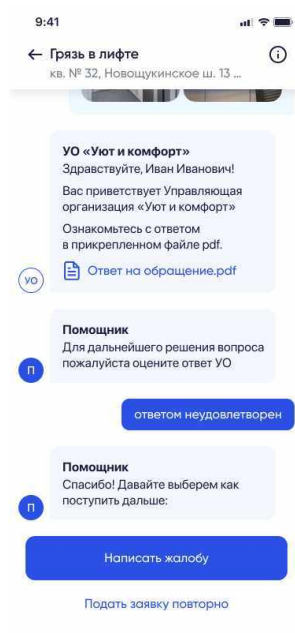 9:41
Грязь в лифте
кв. № 32, Новощукинское ш. 13 ...
УО «Уют и комфорт»
Здравствуйте, Иван Иванович!
Вас приветствует Управляющая
организация «Уют и комфорт»
Ознакомьтесь с ответом
в прикрепленном файле pdf.
Ответ на обращение.pdf
УО
Помощник
Для дальнейшего решения вопроса
пожалуйста оцените ответ УО
П
ответом неудовлетворен
Помощник
Спасибо! Давайте выберем как
поступить дальше:
П
Написать жалобу
Подать заявку повторно